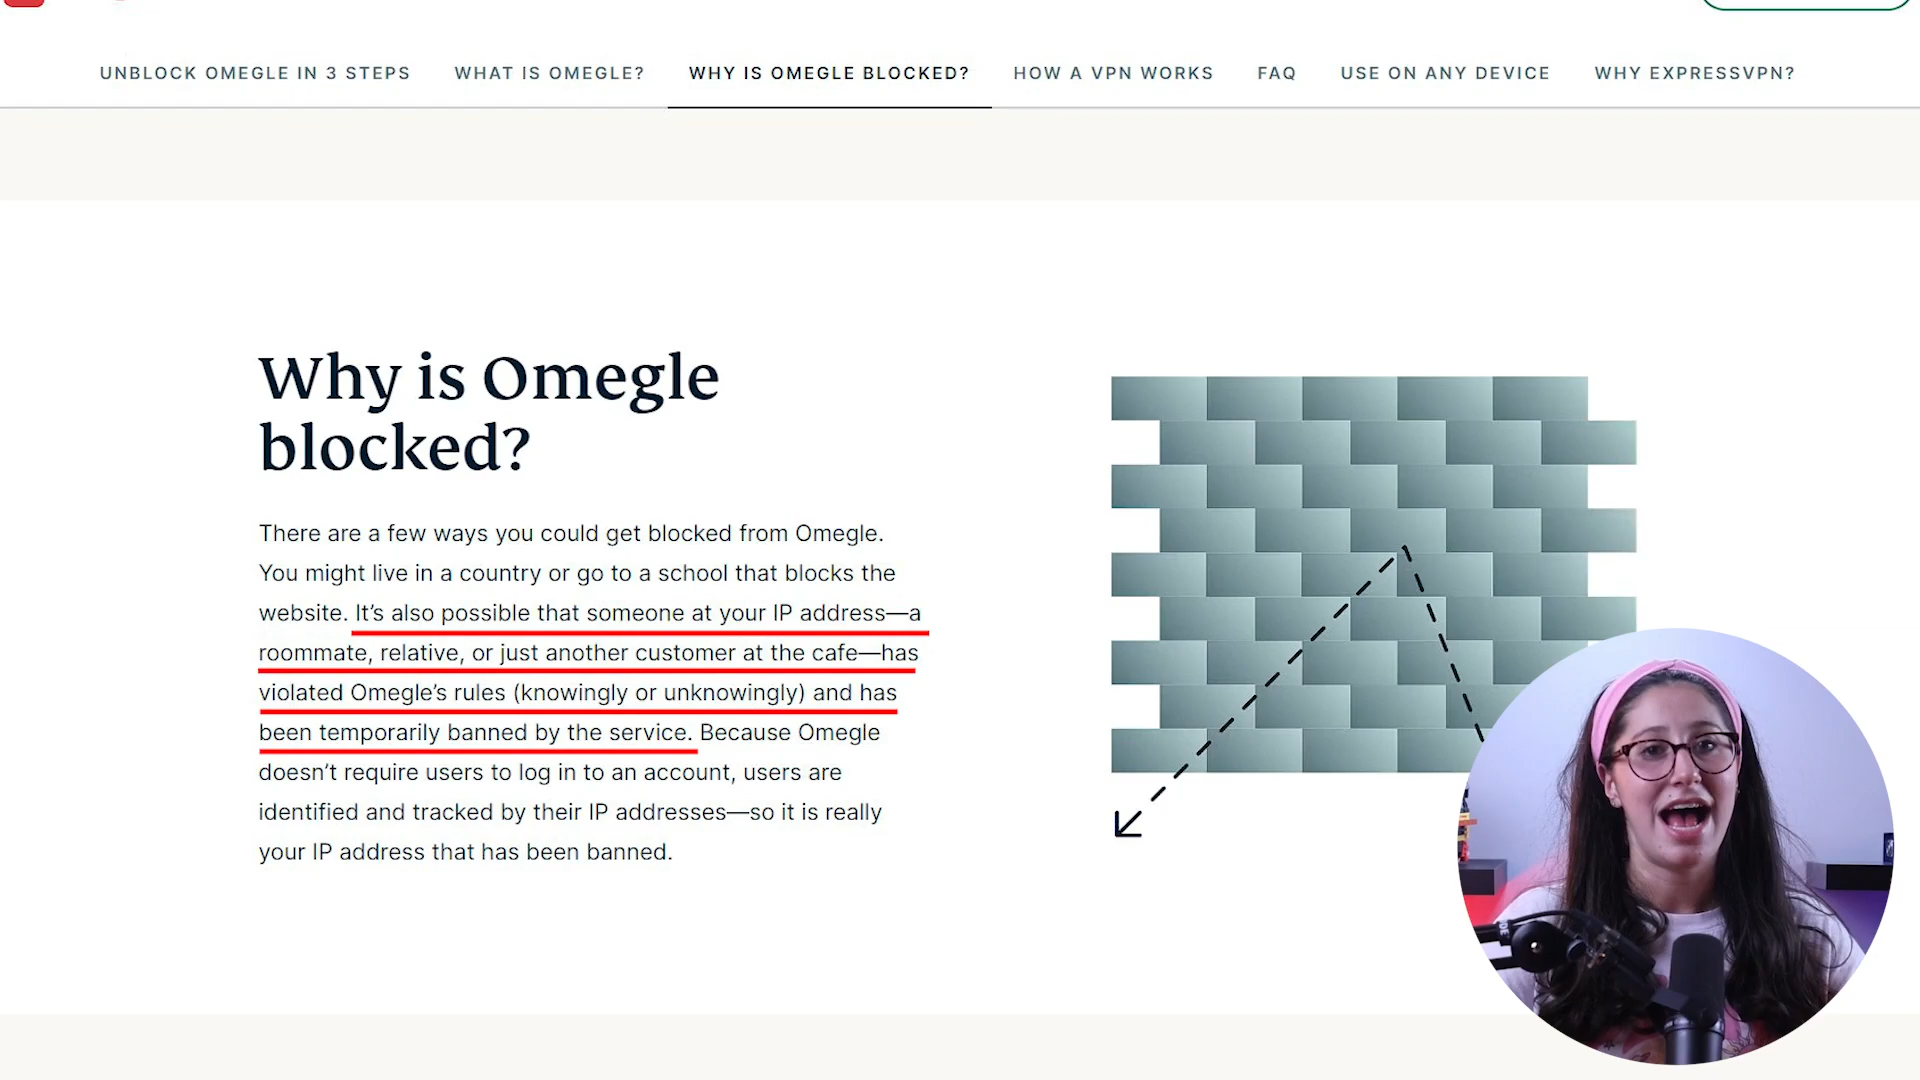 UNBLOCK OMEGLE IN 3 STEPS WHAT IS OMEGLE? WHY IS OMEGLE BLOCKED? HOW A VPN WORKS FAQ USE ON ANY DEVICE WHY EXPRESSVPN?
Why is Omegle
blocked?
There are a few ways you could get blocked from Omegle.
You might live in a country or go to a school that blocks the
website. It’s also possible that someone at your IP address—a
roommate, relative, or just another customer at the cafe—has
violated Omegle’s rules (knowingly or unknowingly) and has
been temporarily banned by the service. Because Omegle
doesn’t require users to log in to an account, users are
identified and tracked by their IP addresses—so it is really
your IP address that has been banned.